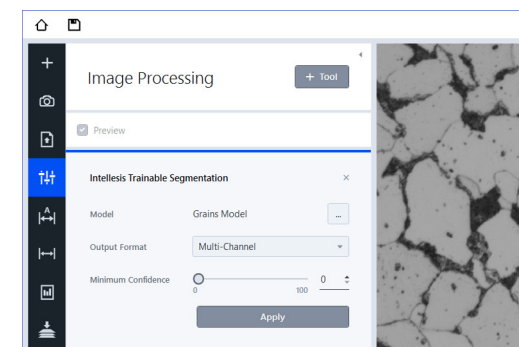 Image Processing
+ Tool
Preview
Intellesis Trainable Segmentation
×
Model Grains Model ...
Output Format Multi-Channel
Minimum Confidence 0
0 100
Apply
A